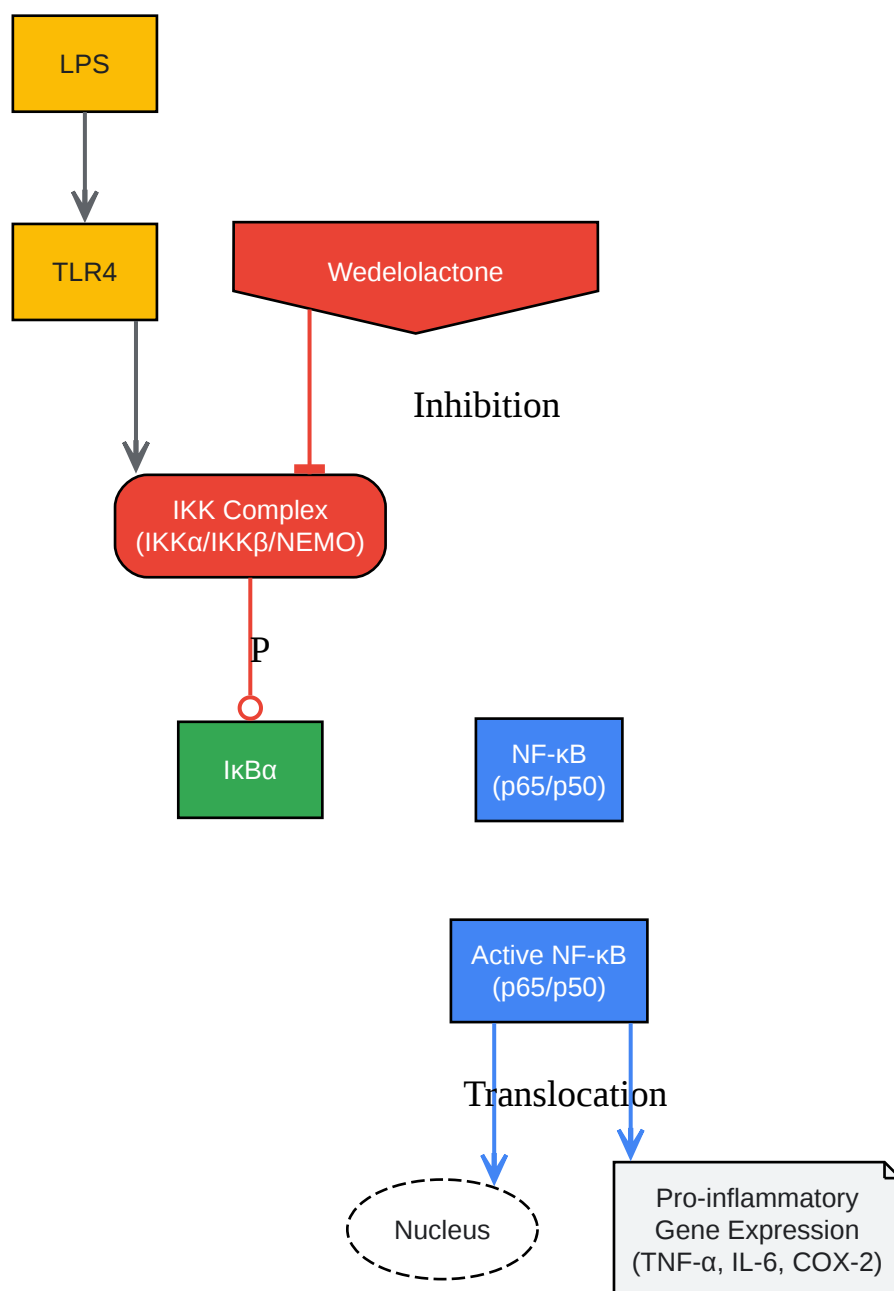 LPS
TLR4
Wedelolactone
Inhibition
IKK Complex
(IKKα/IKKβ/NEMO)
P
IκBα
NF-κB
(p65/p50)
Active NF-κB
(p65/p50)
Translocation
Nucleus
Pro-inflammatory
Gene Expression
(TNF-α, IL-6, COX-2)